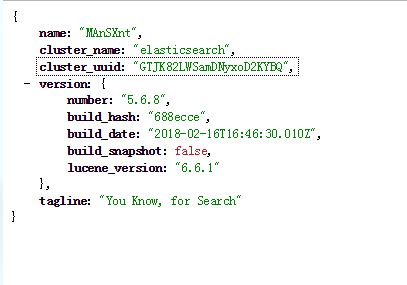 {
name: "MAnSXnt",
cluster_name: "elasticsearch",
cluster_uuid: "GTJK82LWSamDNyxoD2KYBQ",
- version: {
number: "5.6.8",
build_hash: "688ecce",
build_date: "2018-02-16T16:46:30.010Z",
build_snapshot: false,
lucene_version: "6.6.1"
},
tagline: "You Know, for Search"
}